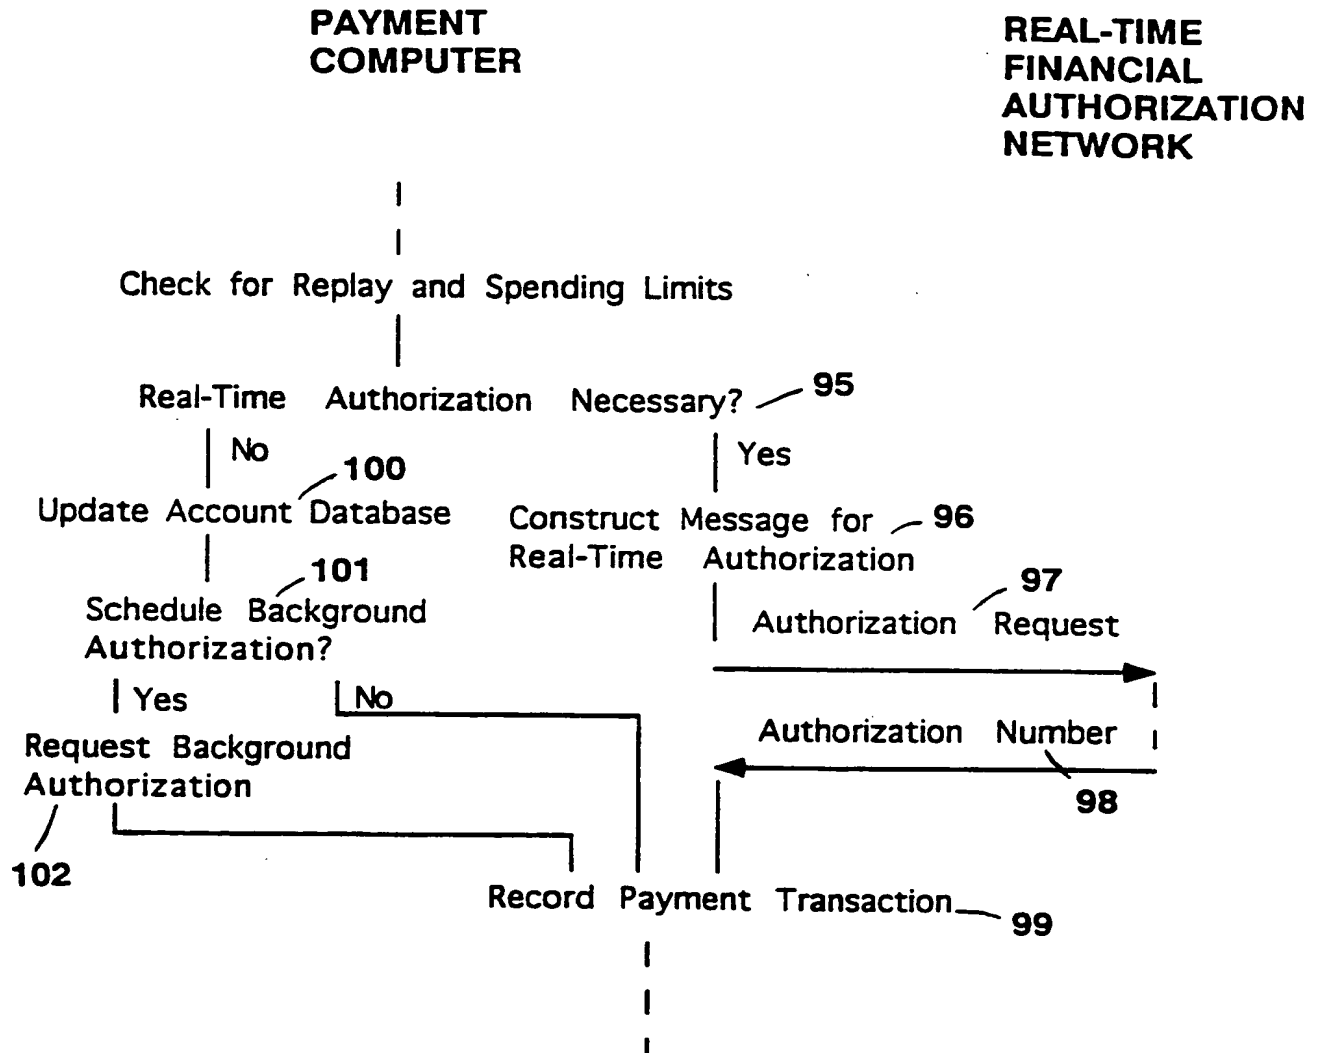 PAYMENT
COMPUTER
REAL-TIME
FINANCIAL
AUTHORIZATION
NETWORK
Check for Replay and Spending Limits
Real-Time Authorization Necessary?
95
No
Yes
100
Update Account Database
Construct Message for
Real-Time Authorization
96
101
Schedule Background
Authorization?
97
Authorization Request
Yes
No
Authorization Number
98
Request Background
Authorization
102
Record Payment Transaction
99